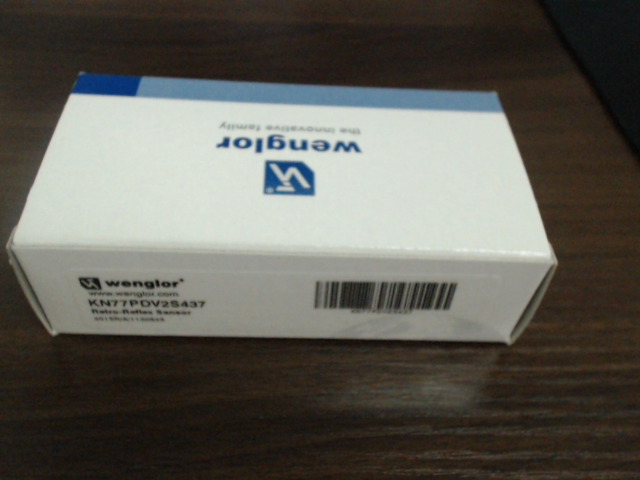 wenglor
the innovative family
wenglor
www.wenglor.com
KN77PDV2S437
Retro-Reflex Sensor